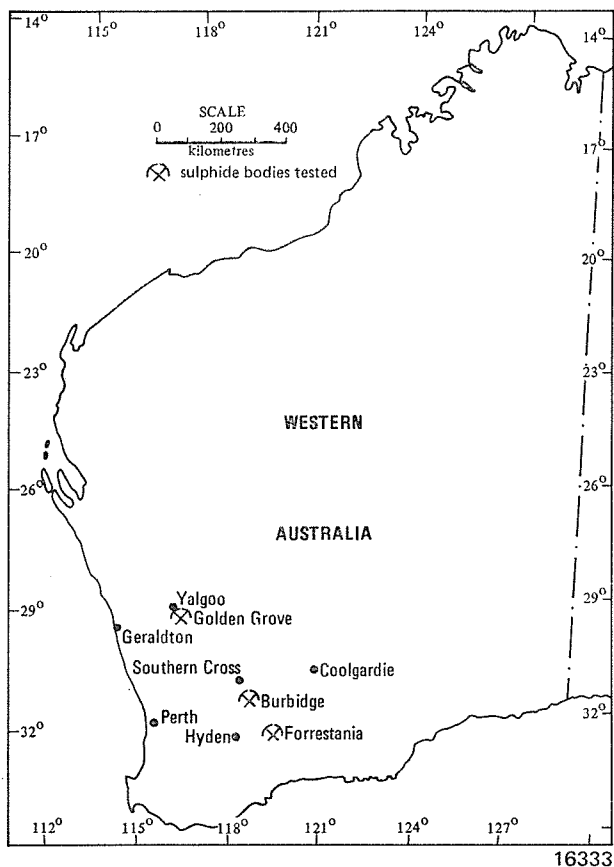 14°
115°
118°
121°
124°
14°
SCALE
0 200 400
kilometres
sulphide bodies tested
17°
17°
20°
20°
23°
23°
WESTERN
26°
26°
AUSTRALIA
29°
Yalgoo
Golden Grove
29°
Geraldton
Southern Cross
Coolgardie
Burbidge
32°
Perth
32°
Hyden
Forrestania
112°
115°
118°
121°
124°
127°
16333